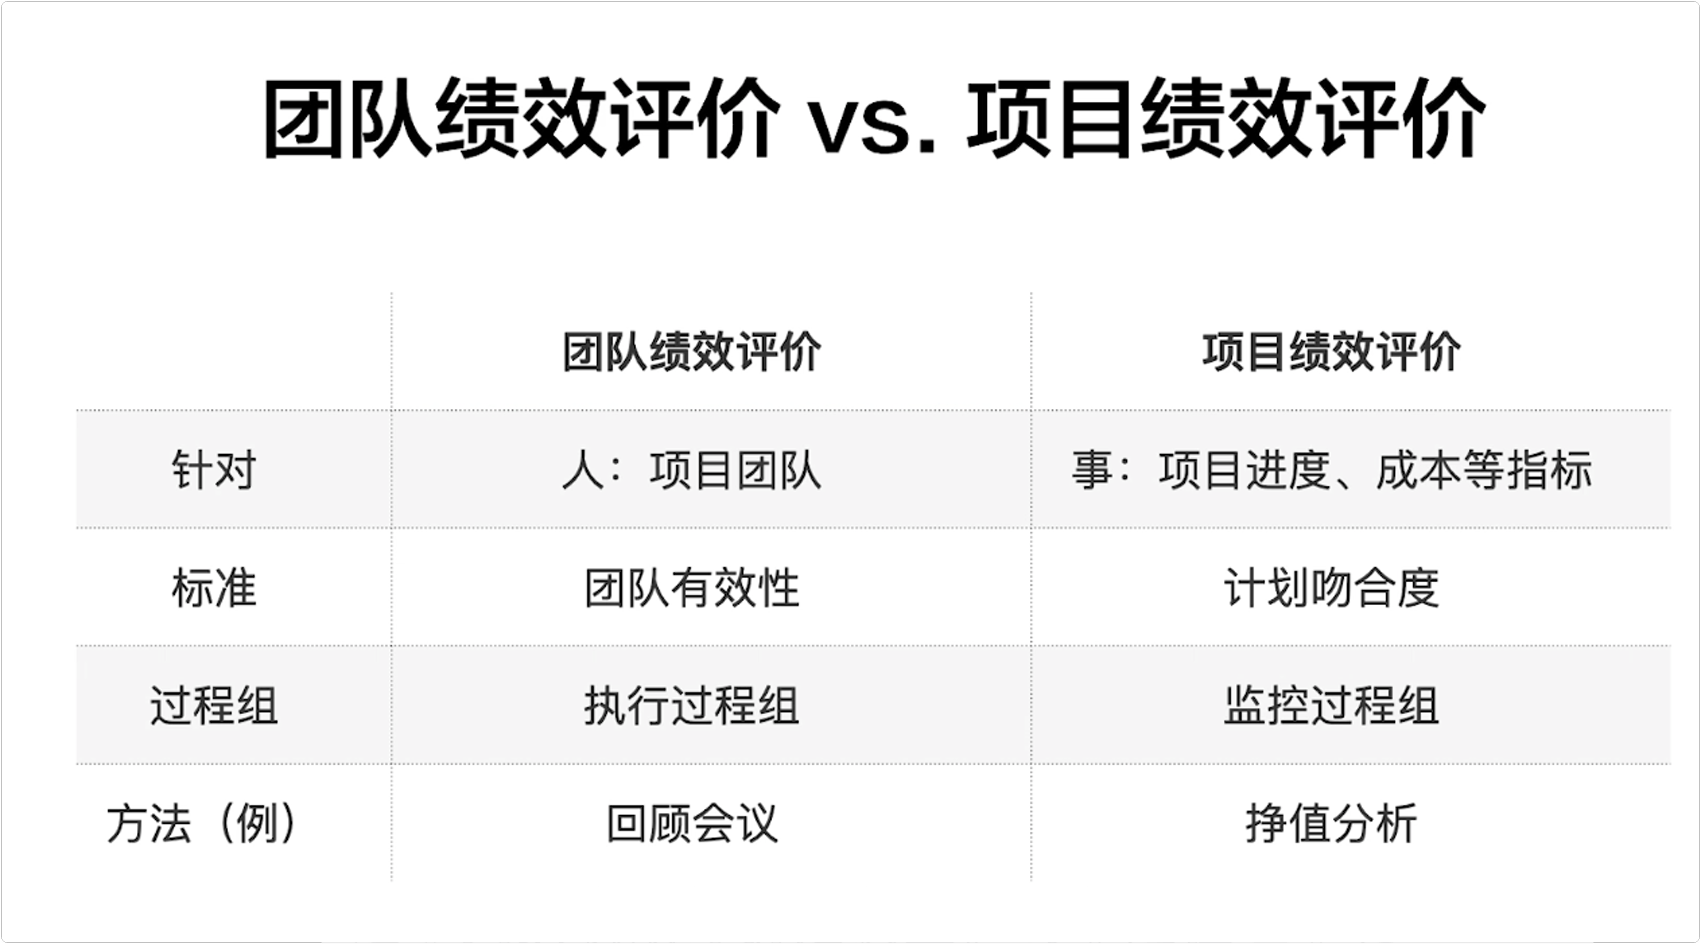 团队绩效评价 vs. 项目绩效评价
团队绩效评价 项目绩效评价
针对 人：项目团队 事：项目进度、成本等指标
标准 团队有效性 计划吻合度
过程组 执行过程组 监控过程组
方法（例） 回顾会议 挣值分析